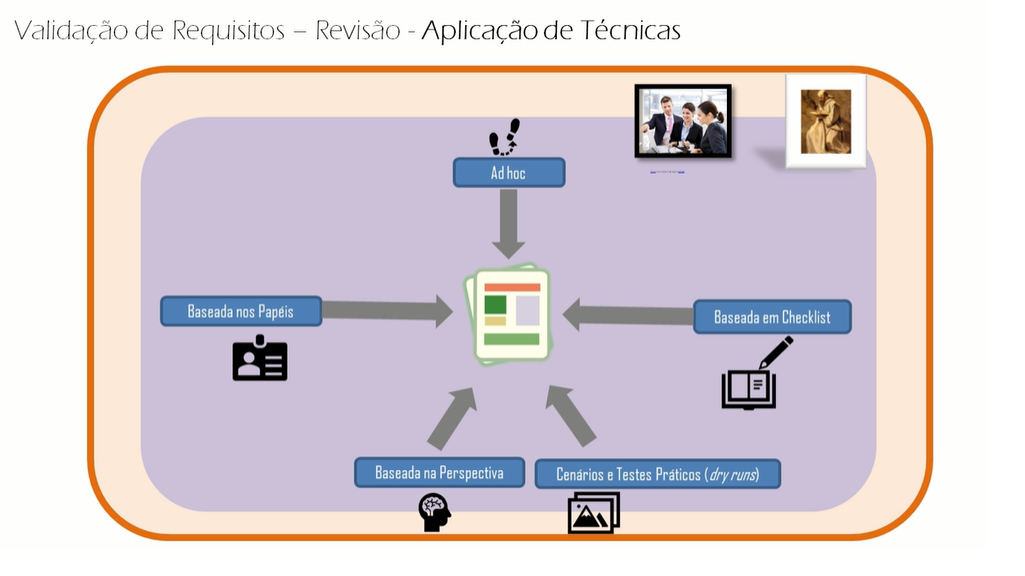 Validação de Requisitos – Revisão - Aplicação de Técnicas
Ad hoc
Baseada nos Papéis
Baseada em Checklist
Baseada na Perspectiva
Cenários e Testes Práticos (dry runs)